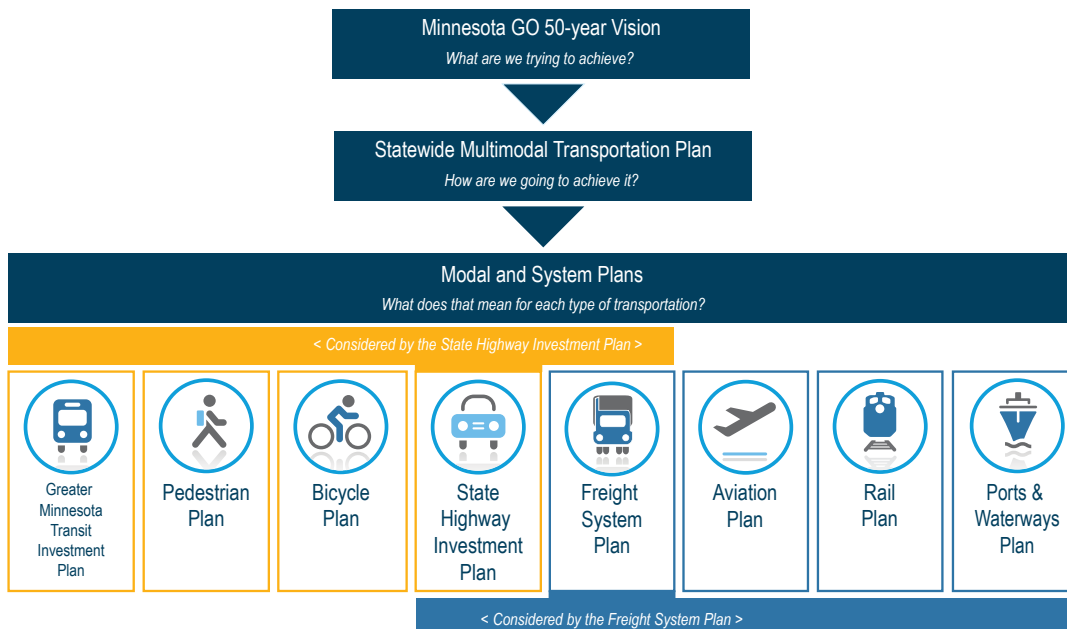 Minnesota GO 50-year Vision
What are we trying to achieve?
Statewide Multimodal Transportation Plan
How are we going to achieve it?
Modal and System Plans
What does that mean for each type of transportation?
< Considered by the State Highway Investment Plan >
Greater
Minnesota
Transit
Investment
Plan
Pedestrian
Plan
Bicycle
Plan
State
Highway
Investment
Plan
Freight
System
Plan
Aviation
Plan
Rail
Plan
Ports &
Waterways
Plan
< Considered by the Freight System Plan >